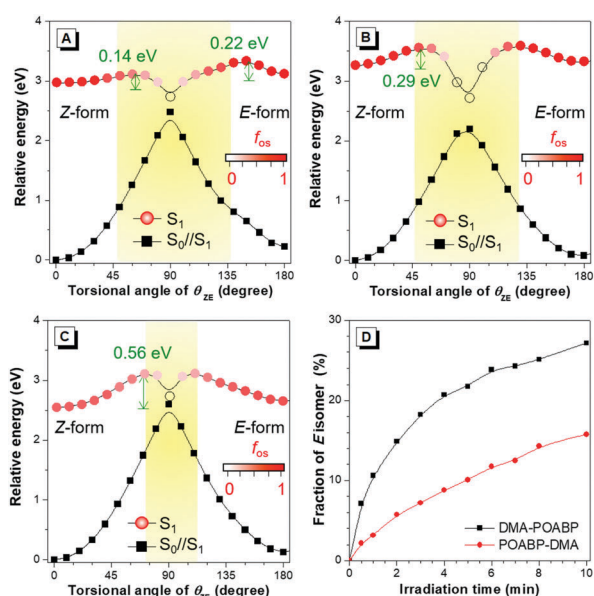 A
0.14 eV
0.22 eV
Z-form
E-form
fos
0 1
S1
S0//S1
Relative energy (eV)
4
3
2
1
0
0 45 90 135 180
Torsional angle of θZE (degree)
B
0.29 eV
Z-form
E-form
fos
0 1
S1
S0//S1
Relative energy (eV)
4
3
2
1
0
0 45 90 135 180
Torsional angle of θZE (degree)
C
0.56 eV
Z-form
E-form
fos
0 1
S1
S0//S1
Relative energy (eV)
4
3
2
1
0
0 45 90 135 180
Torsional angle of θZE (degree)
D
Fraction of E isomer (%)
30
20
10
0
DMA-POABP
POABP-DMA
0 2 4 6 8 10
Irradiation time (min)